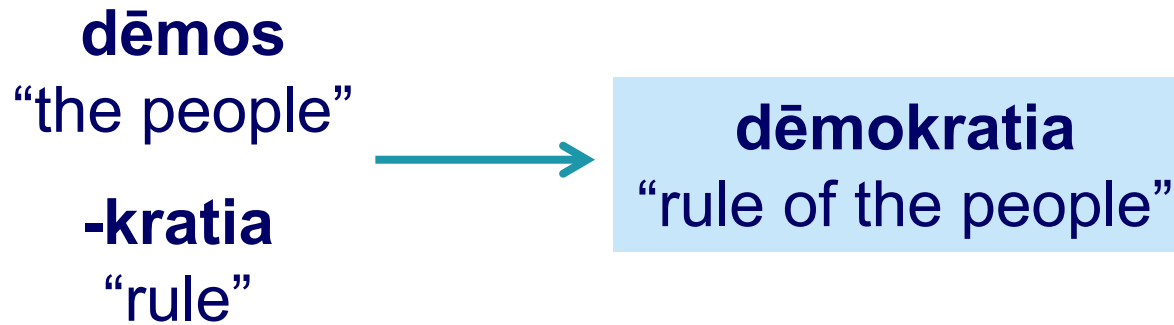 dēmos
“the people”
-kratia
“rule”
dēmokratia
“rule of the people”